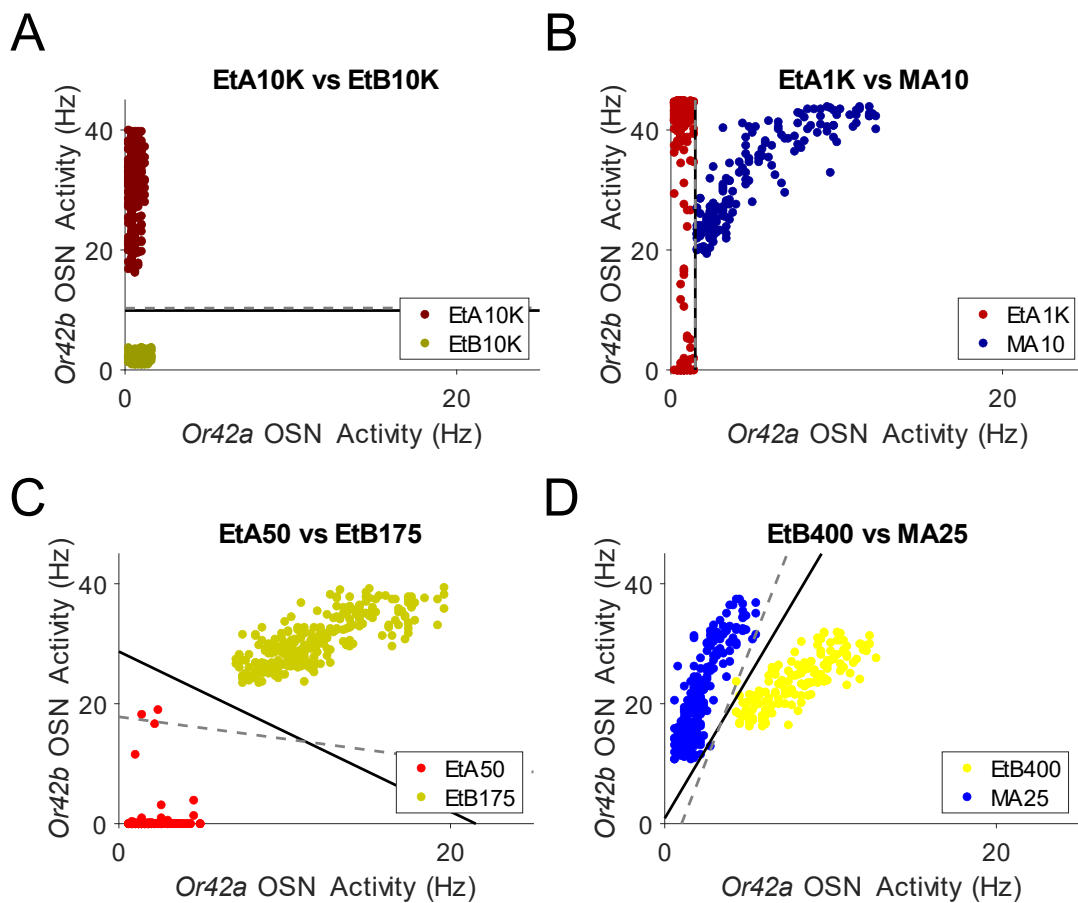 A
EtA10K vs EtB10K
Or42b OSN Activity (Hz)
40
20
0
0
20
EtA10K
EtB10K
Or42a OSN Activity (Hz)
B
EtA1K vs MA10
Or42b OSN Activity (Hz)
40
20
0
0
20
EtA1K
MA10
Or42a OSN Activity (Hz)
C
EtA50 vs EtB175
Or42b OSN Activity (Hz)
40
20
0
0
20
EtA50
EtB175
Or42a OSN Activity (Hz)
D
EtB400 vs MA25
Or42b OSN Activity (Hz)
40
20
0
0
20
EtB400
MA25
Or42a OSN Activity (Hz)